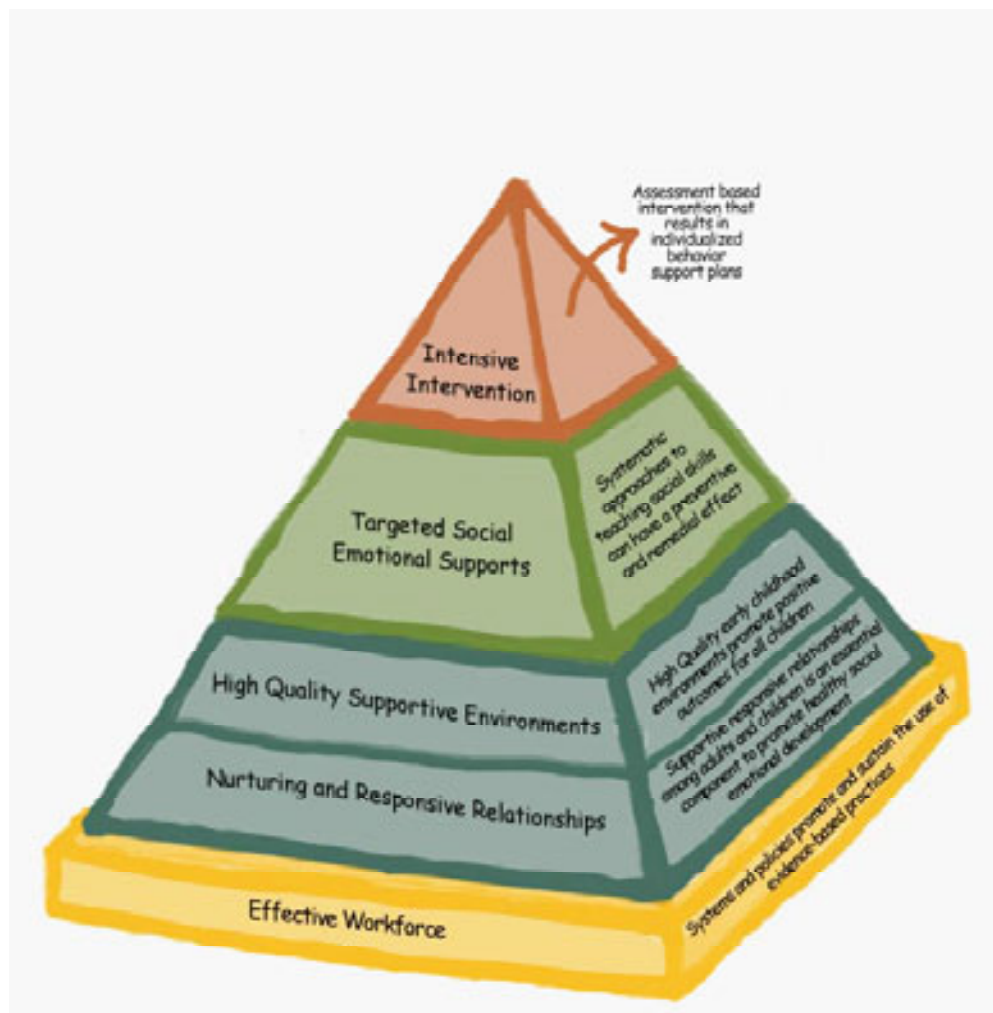 Assessment based
intervention that
results in
individualized
behavior
support plans
Intensive
Intervention
Systematic
approaches to
teaching social skills
can have a preventive
and remedial effect
Targeted Social
Emotional Supports
High Quality early childhood
environments promote positive
outcomes for all children
High Quality Supportive Environments
Supportive responsive relationships
among adults and children is an essential
component to promote healthy social
emotional development
Nurturing and Responsive Relationships
Systems and policies promote and sustain the use of
evidence-based practices
Effective Workforce